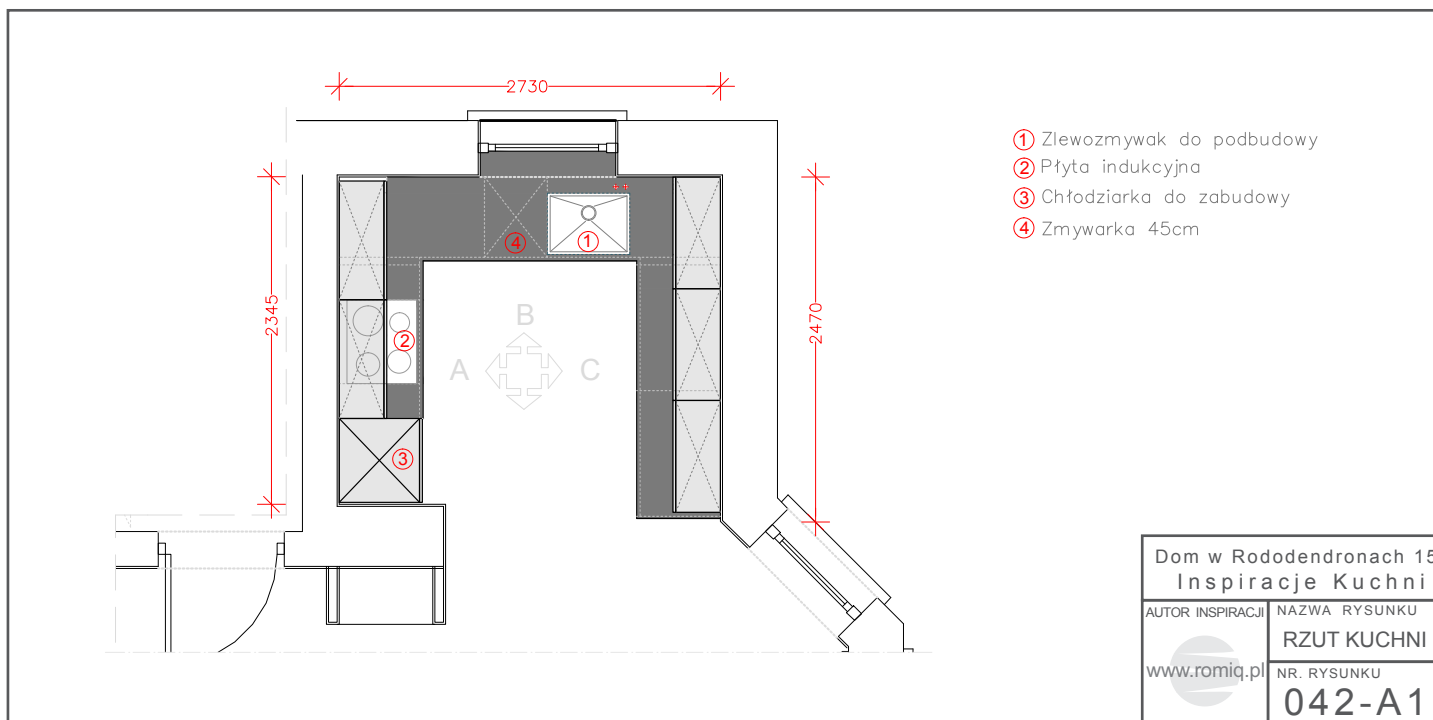 2730
1 Zlewozmywak do podbudowy
2 Płyta indukcyjna
3 Chłodziarka do zabudowy
4 Zmywarka 45cm
4
1
2345
2470
B
2
A
C
3
Dom w Rododendronach 15
Inspiracje Kuchni
AUTOR INSPIRACJI
www.romiq.pl
NAZWA RYSUNKU
RZUT KUCHNI
NR. RYSUNKU
042-A1